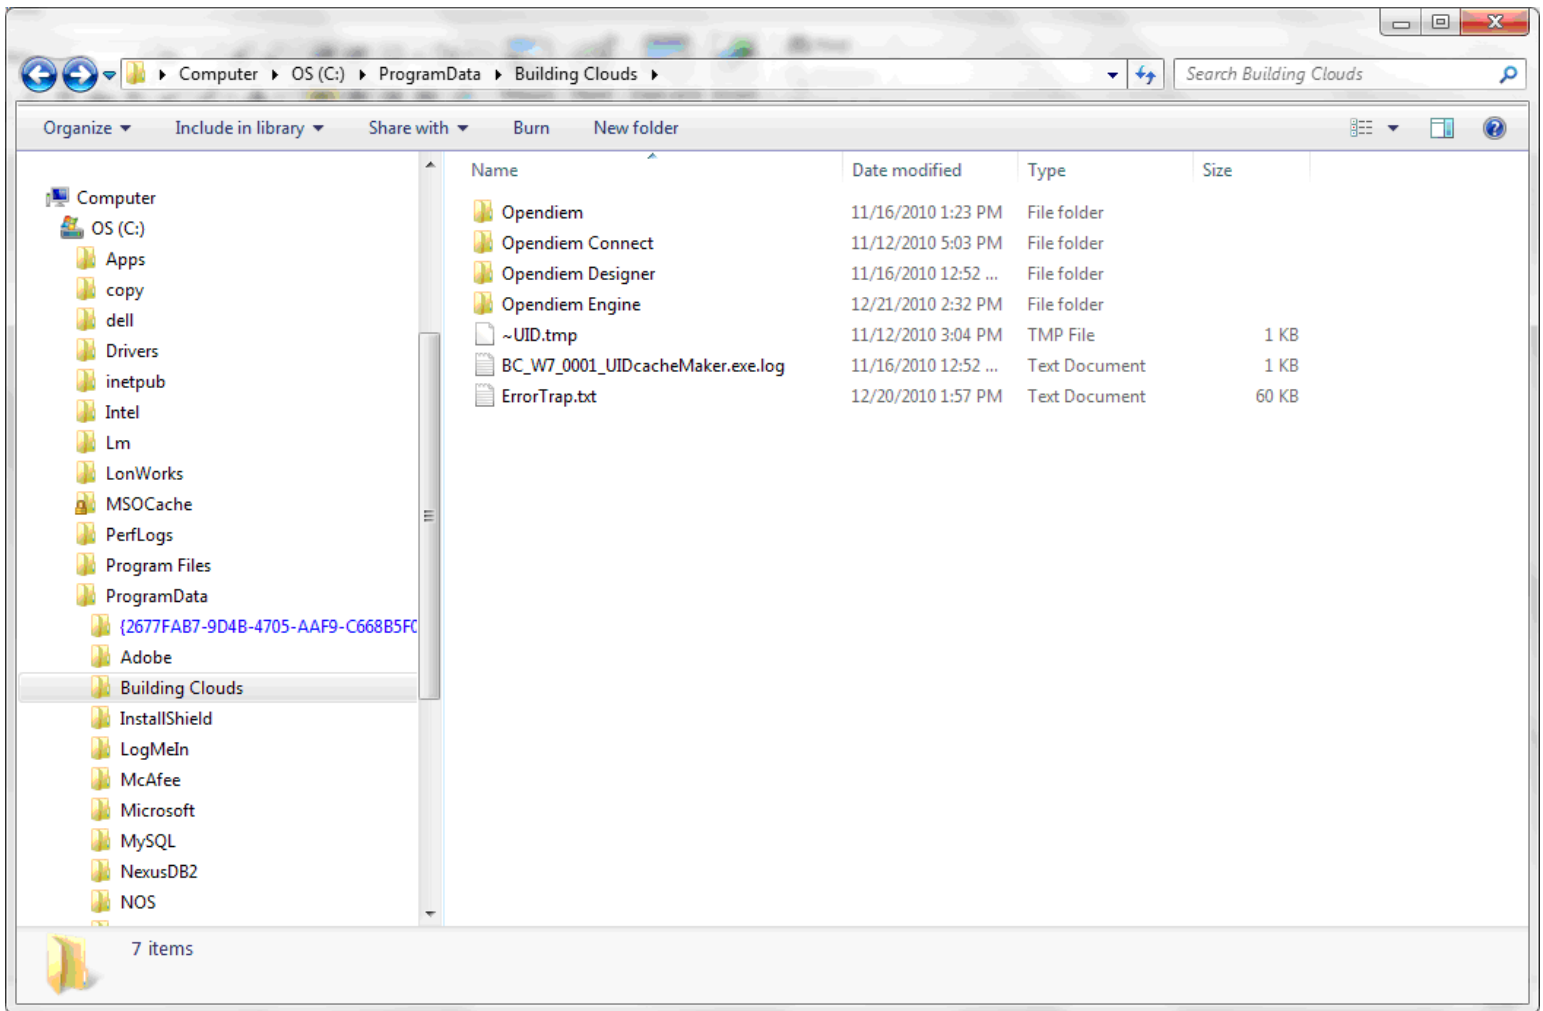 Computer OS (C:) ProgramData Building Clouds Search Building Clouds
Organize Include in library Share with Burn New folder
Computer
OS (C:)
Apps
copy
dell
Drivers
inetpub
Intel
Lm
LonWorks
MSOCache
PerfLogs
Program Files
ProgramData
{2677FAB7-9D4B-4705-AAF9-C668B5F0
Adobe
Building Clouds
InstallShield
LogMeIn
McAfee
Microsoft
MySQL
NexusDB2
NOS
Name Date modified Type Size
Opendiem 11/16/2010 1:23 PM File folder
Opendiem Connect 11/12/2010 5:03 PM File folder
Opendiem Designer 11/16/2010 12:52 ... File folder
Opendiem Engine 12/21/2010 2:32 PM File folder
~UID.tmp 11/12/2010 3:04 PM TMP File 1 KB
BC_W7_0001_UIDcacheMaker.exe.log 11/16/2010 12:52 ... Text Document 1 KB
ErrorTrap.txt 12/20/2010 1:57 PM Text Document 60 KB
7 items